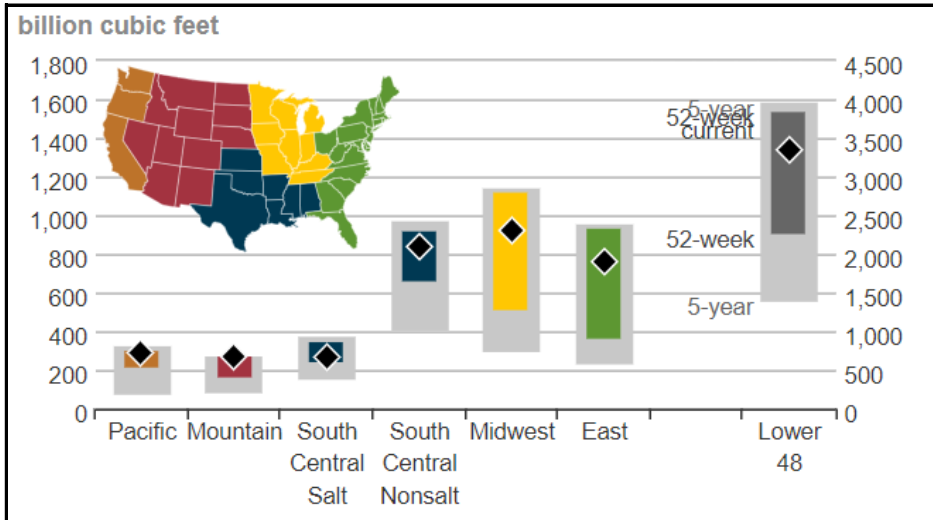 billion cubic feet
1,800
1,600
1,400
1,200
1,000
800
600
400
200
0
4,500
4,000
3,500
3,000
2,500
2,000
1,500
1,000
500
0
5-year
52-week
current
52-week
5-year
Pacific
Mountain
South Central Salt
South Central Nonsalt
Midwest
East
Lower 48